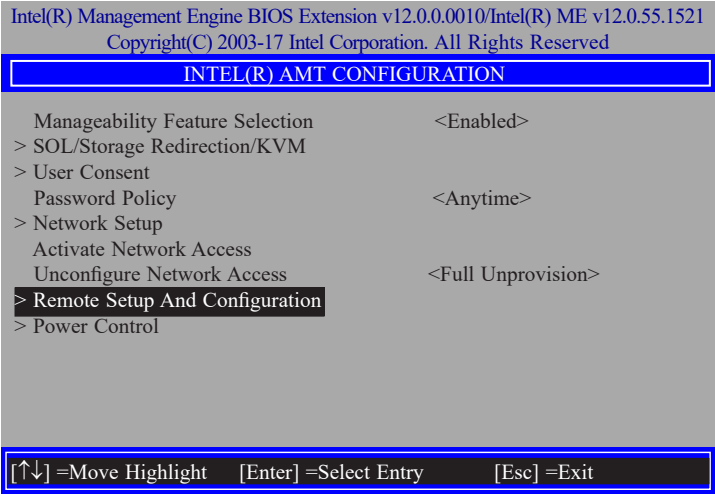 Intel(R) Management Engine BIOS Extension v12.0.0.0010/Intel(R) ME v12.0.55.1521
Copyright(C) 2003-17 Intel Corporation. All Rights Reserved
INTEL(R) AMT CONFIGURATION
Manageability Feature Selection <Enabled>
> SOL/Storage Redirection/KVM
> User Consent
Password Policy <Anytime>
> Network Setup
Activate Network Access
Unconfigure Network Access <Full Unprovision>
> Remote Setup And Configuration
> Power Control
[↑↓] =Move Highlight [Enter] =Select Entry [Esc] =Exit